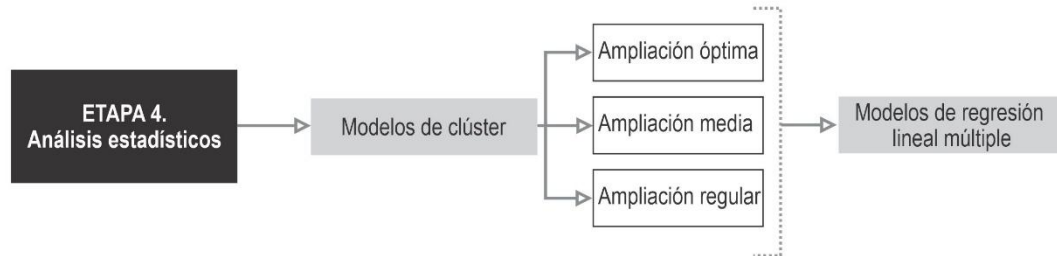 ETAPA 4.
Análisis estadísticos
Modelos de clúster
Ampliación óptima
Ampliación media
Ampliación regular
Modelos de regresión
lineal múltiple